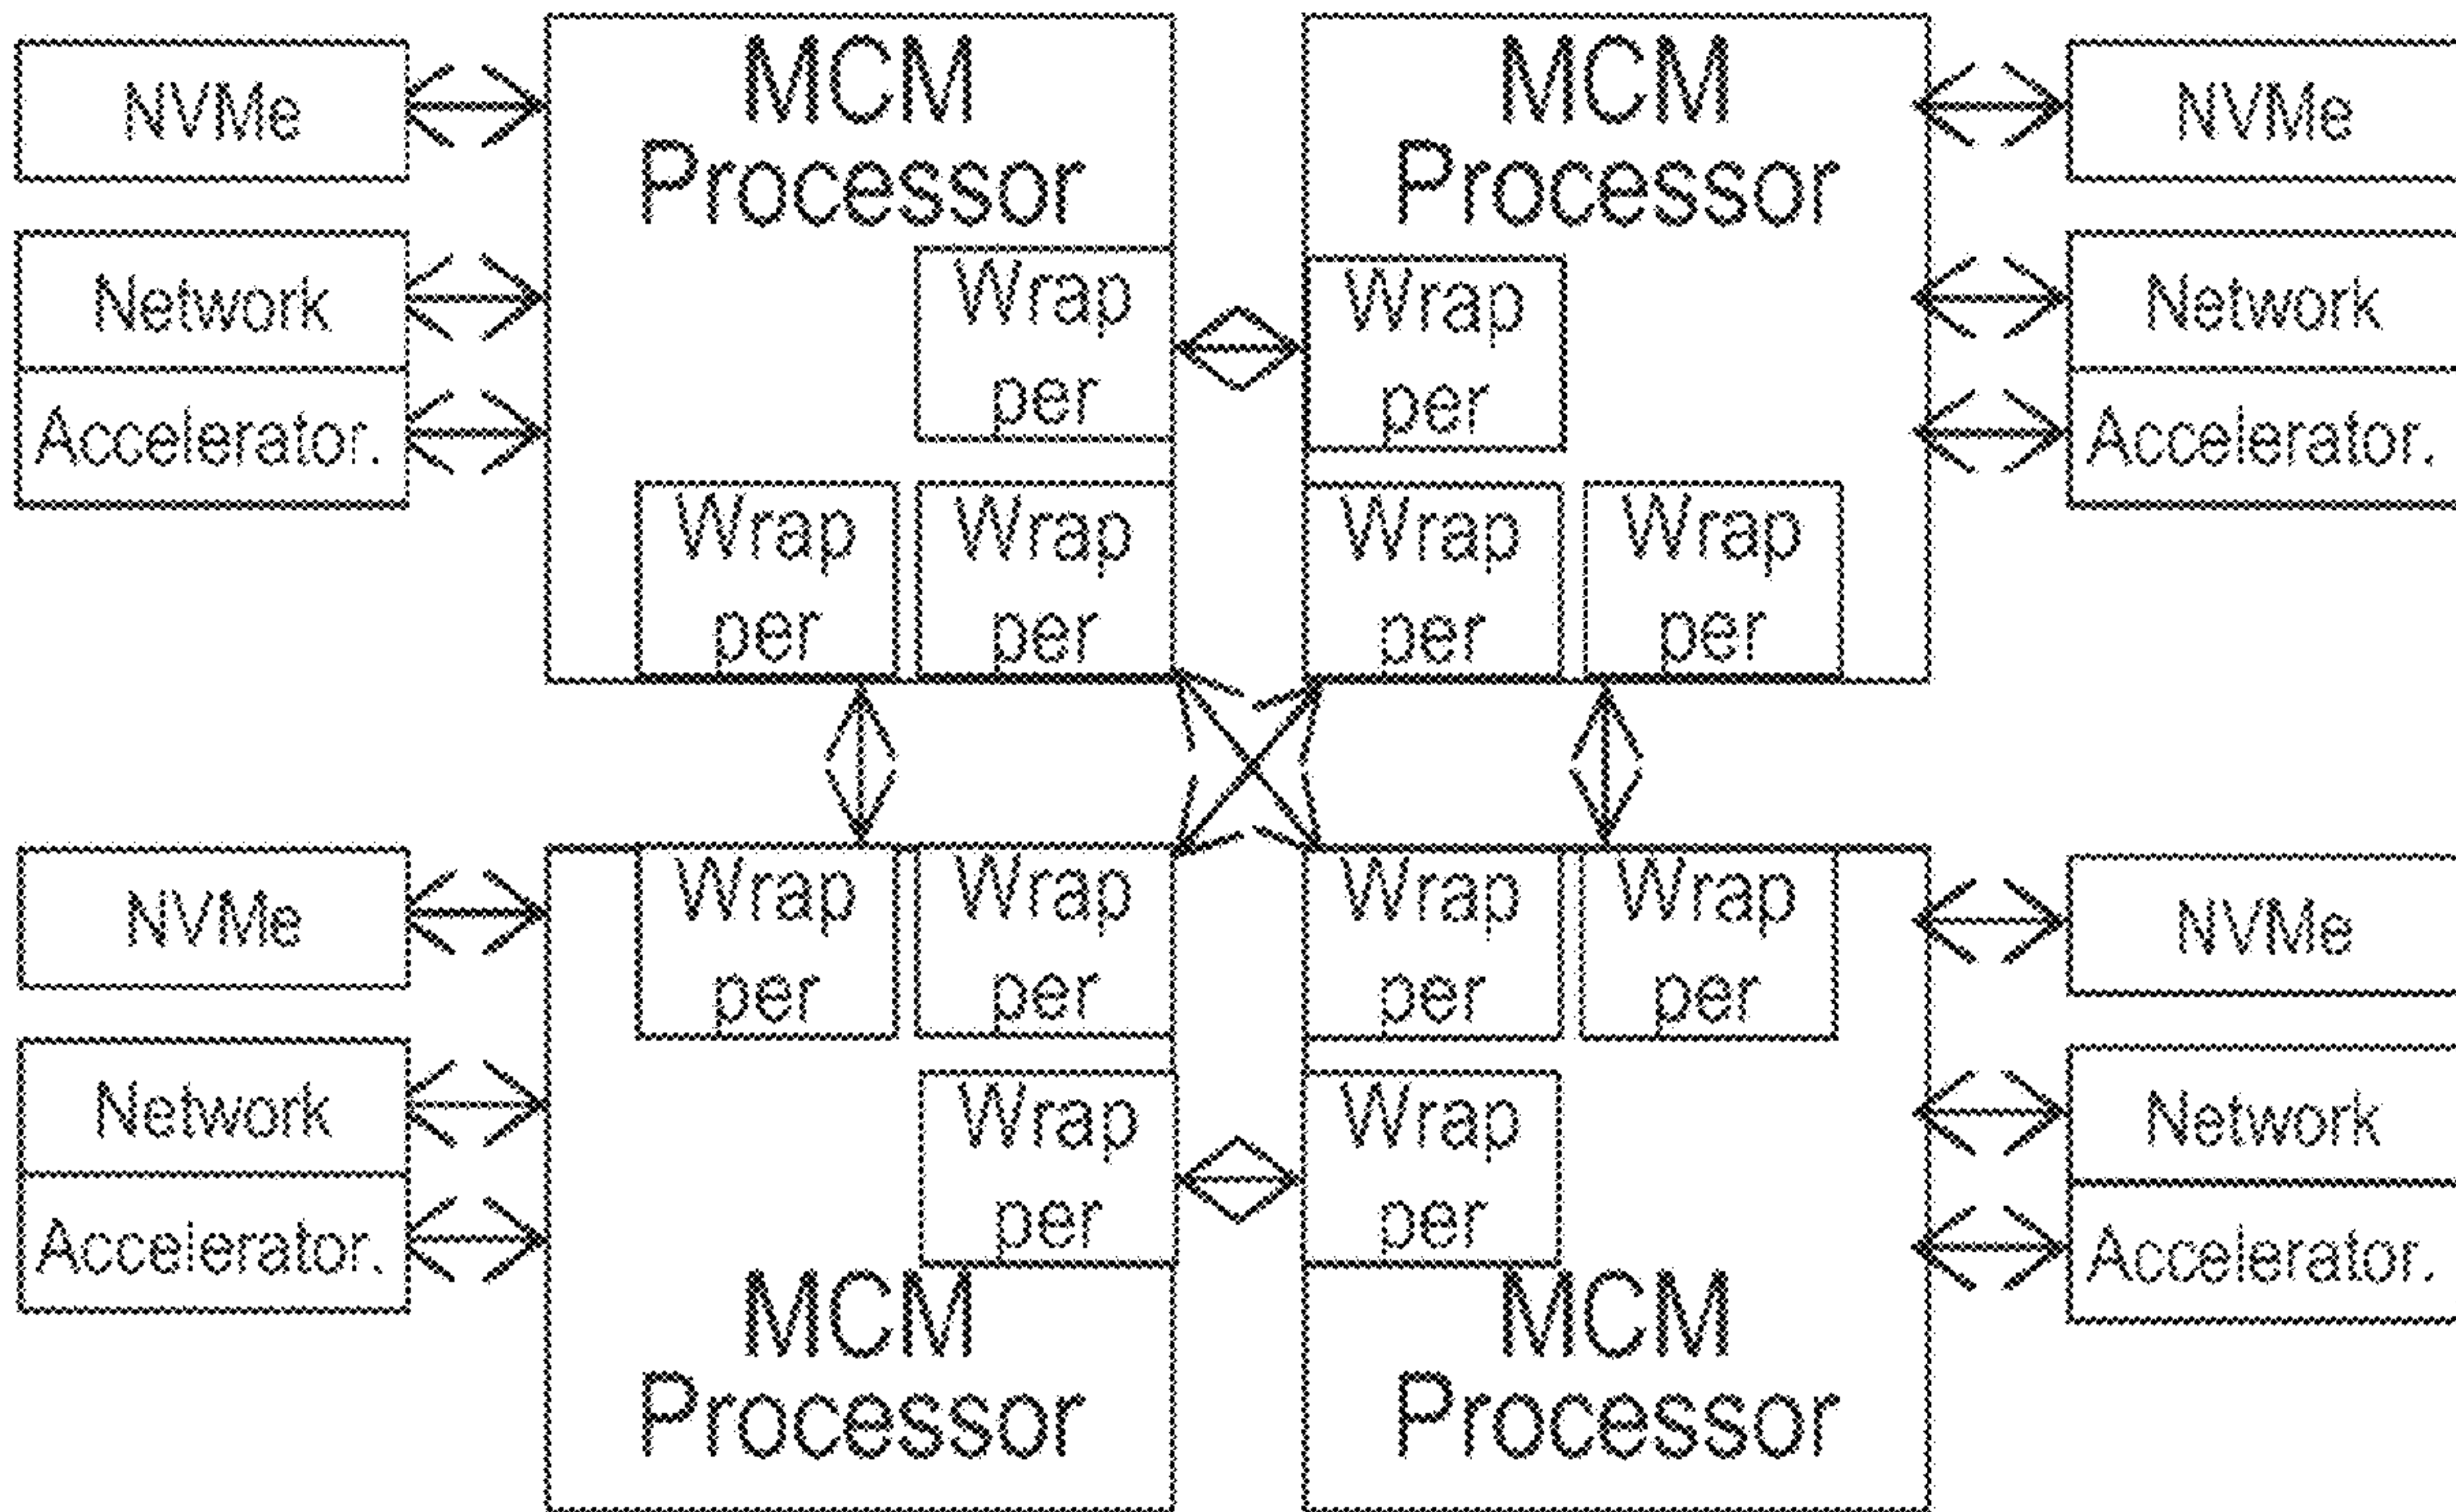 NVMe
Network
Accelerator.
MCM
Processor
Wrap
per
Wrap
per
Wrap
per
MCM
Processor
Wrap
per
Wrap
per
Wrap
per
NVMe
Network
Accelerator.
NVMe
Network
Accelerator.
Wrap
per
Wrap
per
Wrap
per
MCM
Processor
Wrap
per
Wrap
per
Wrap
per
MCM
Processor
NVMe
Network
Accelerator.